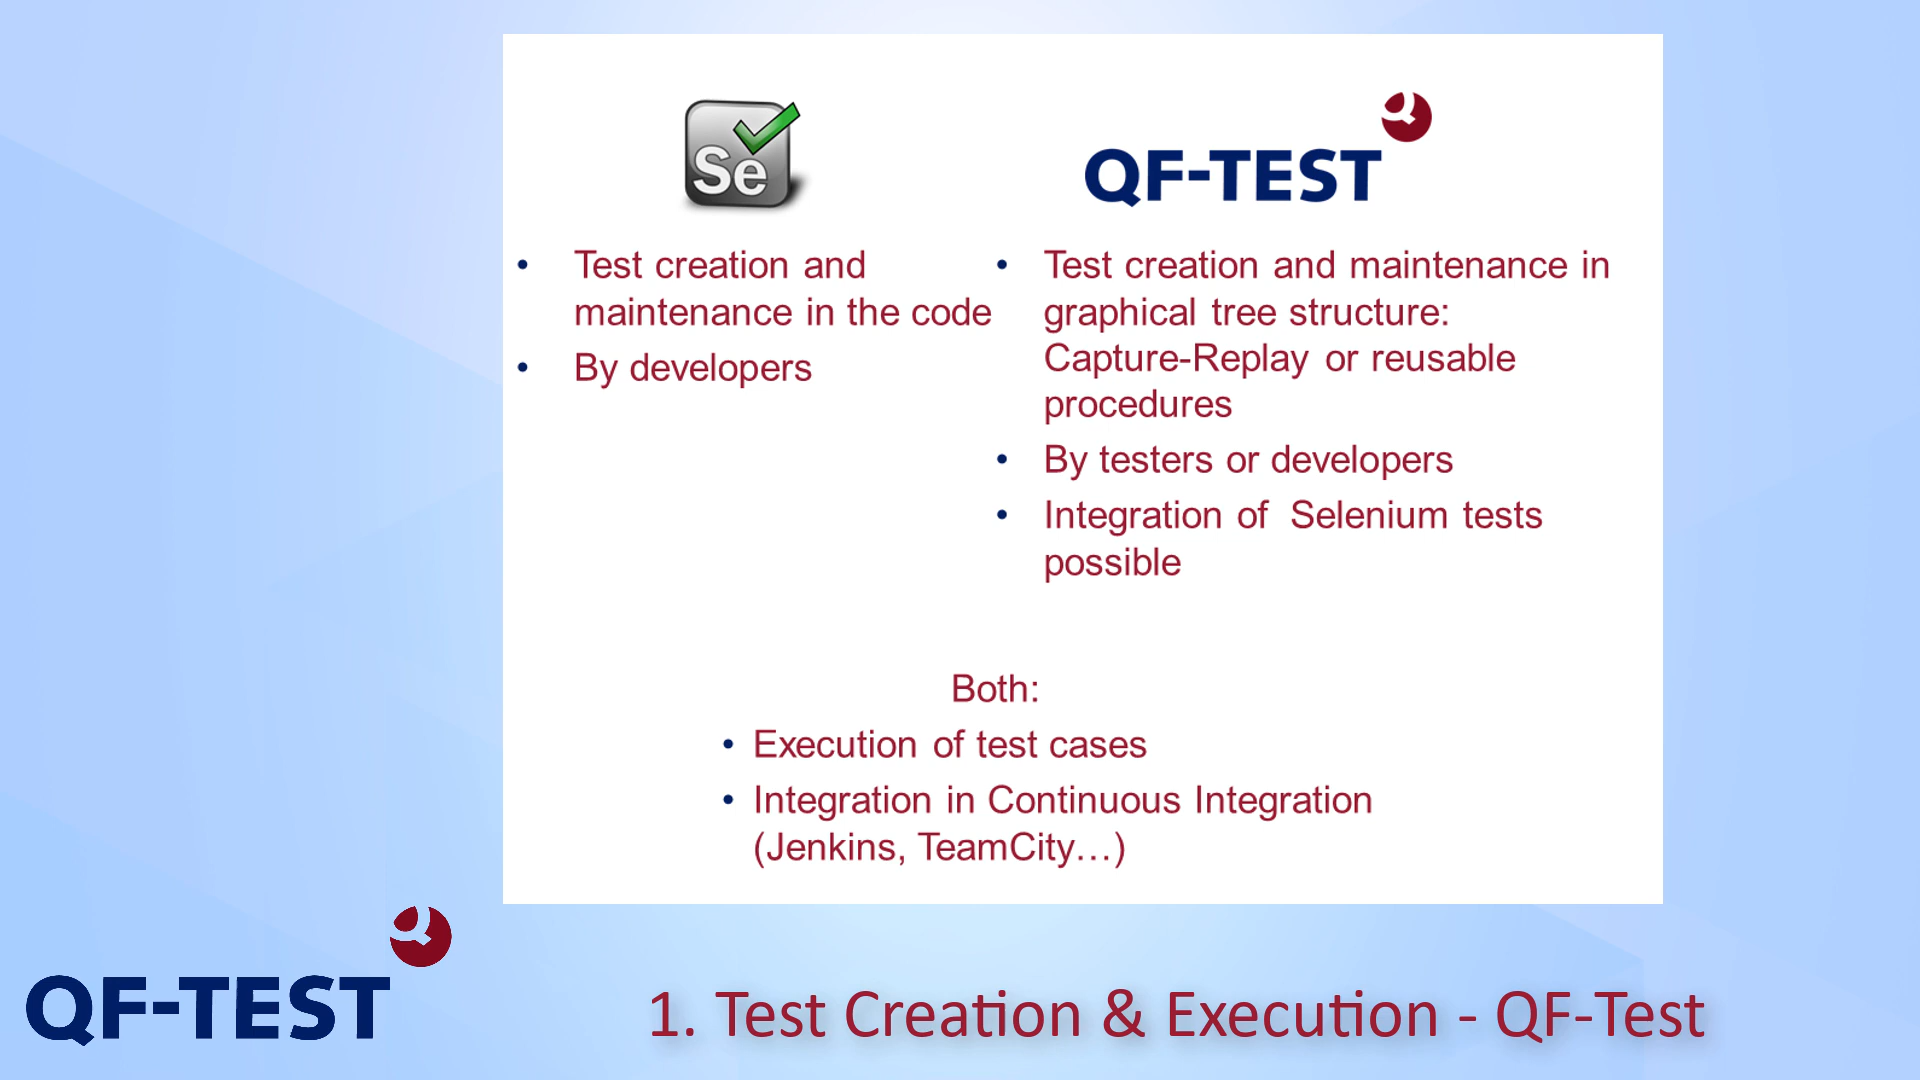 Se
QF-TEST
• Test creation and
maintenance in the code
• By developers
• Test creation and maintenance in
graphical tree structure:
Capture-Replay or reusable
procedures
• By testers or developers
• Integration of Selenium tests
possible
Both:
• Execution of test cases
• Integration in Continuous Integration
(Jenkins, TeamCity…)
QF-TEST
1. Test Creation & Execution - QF-Test